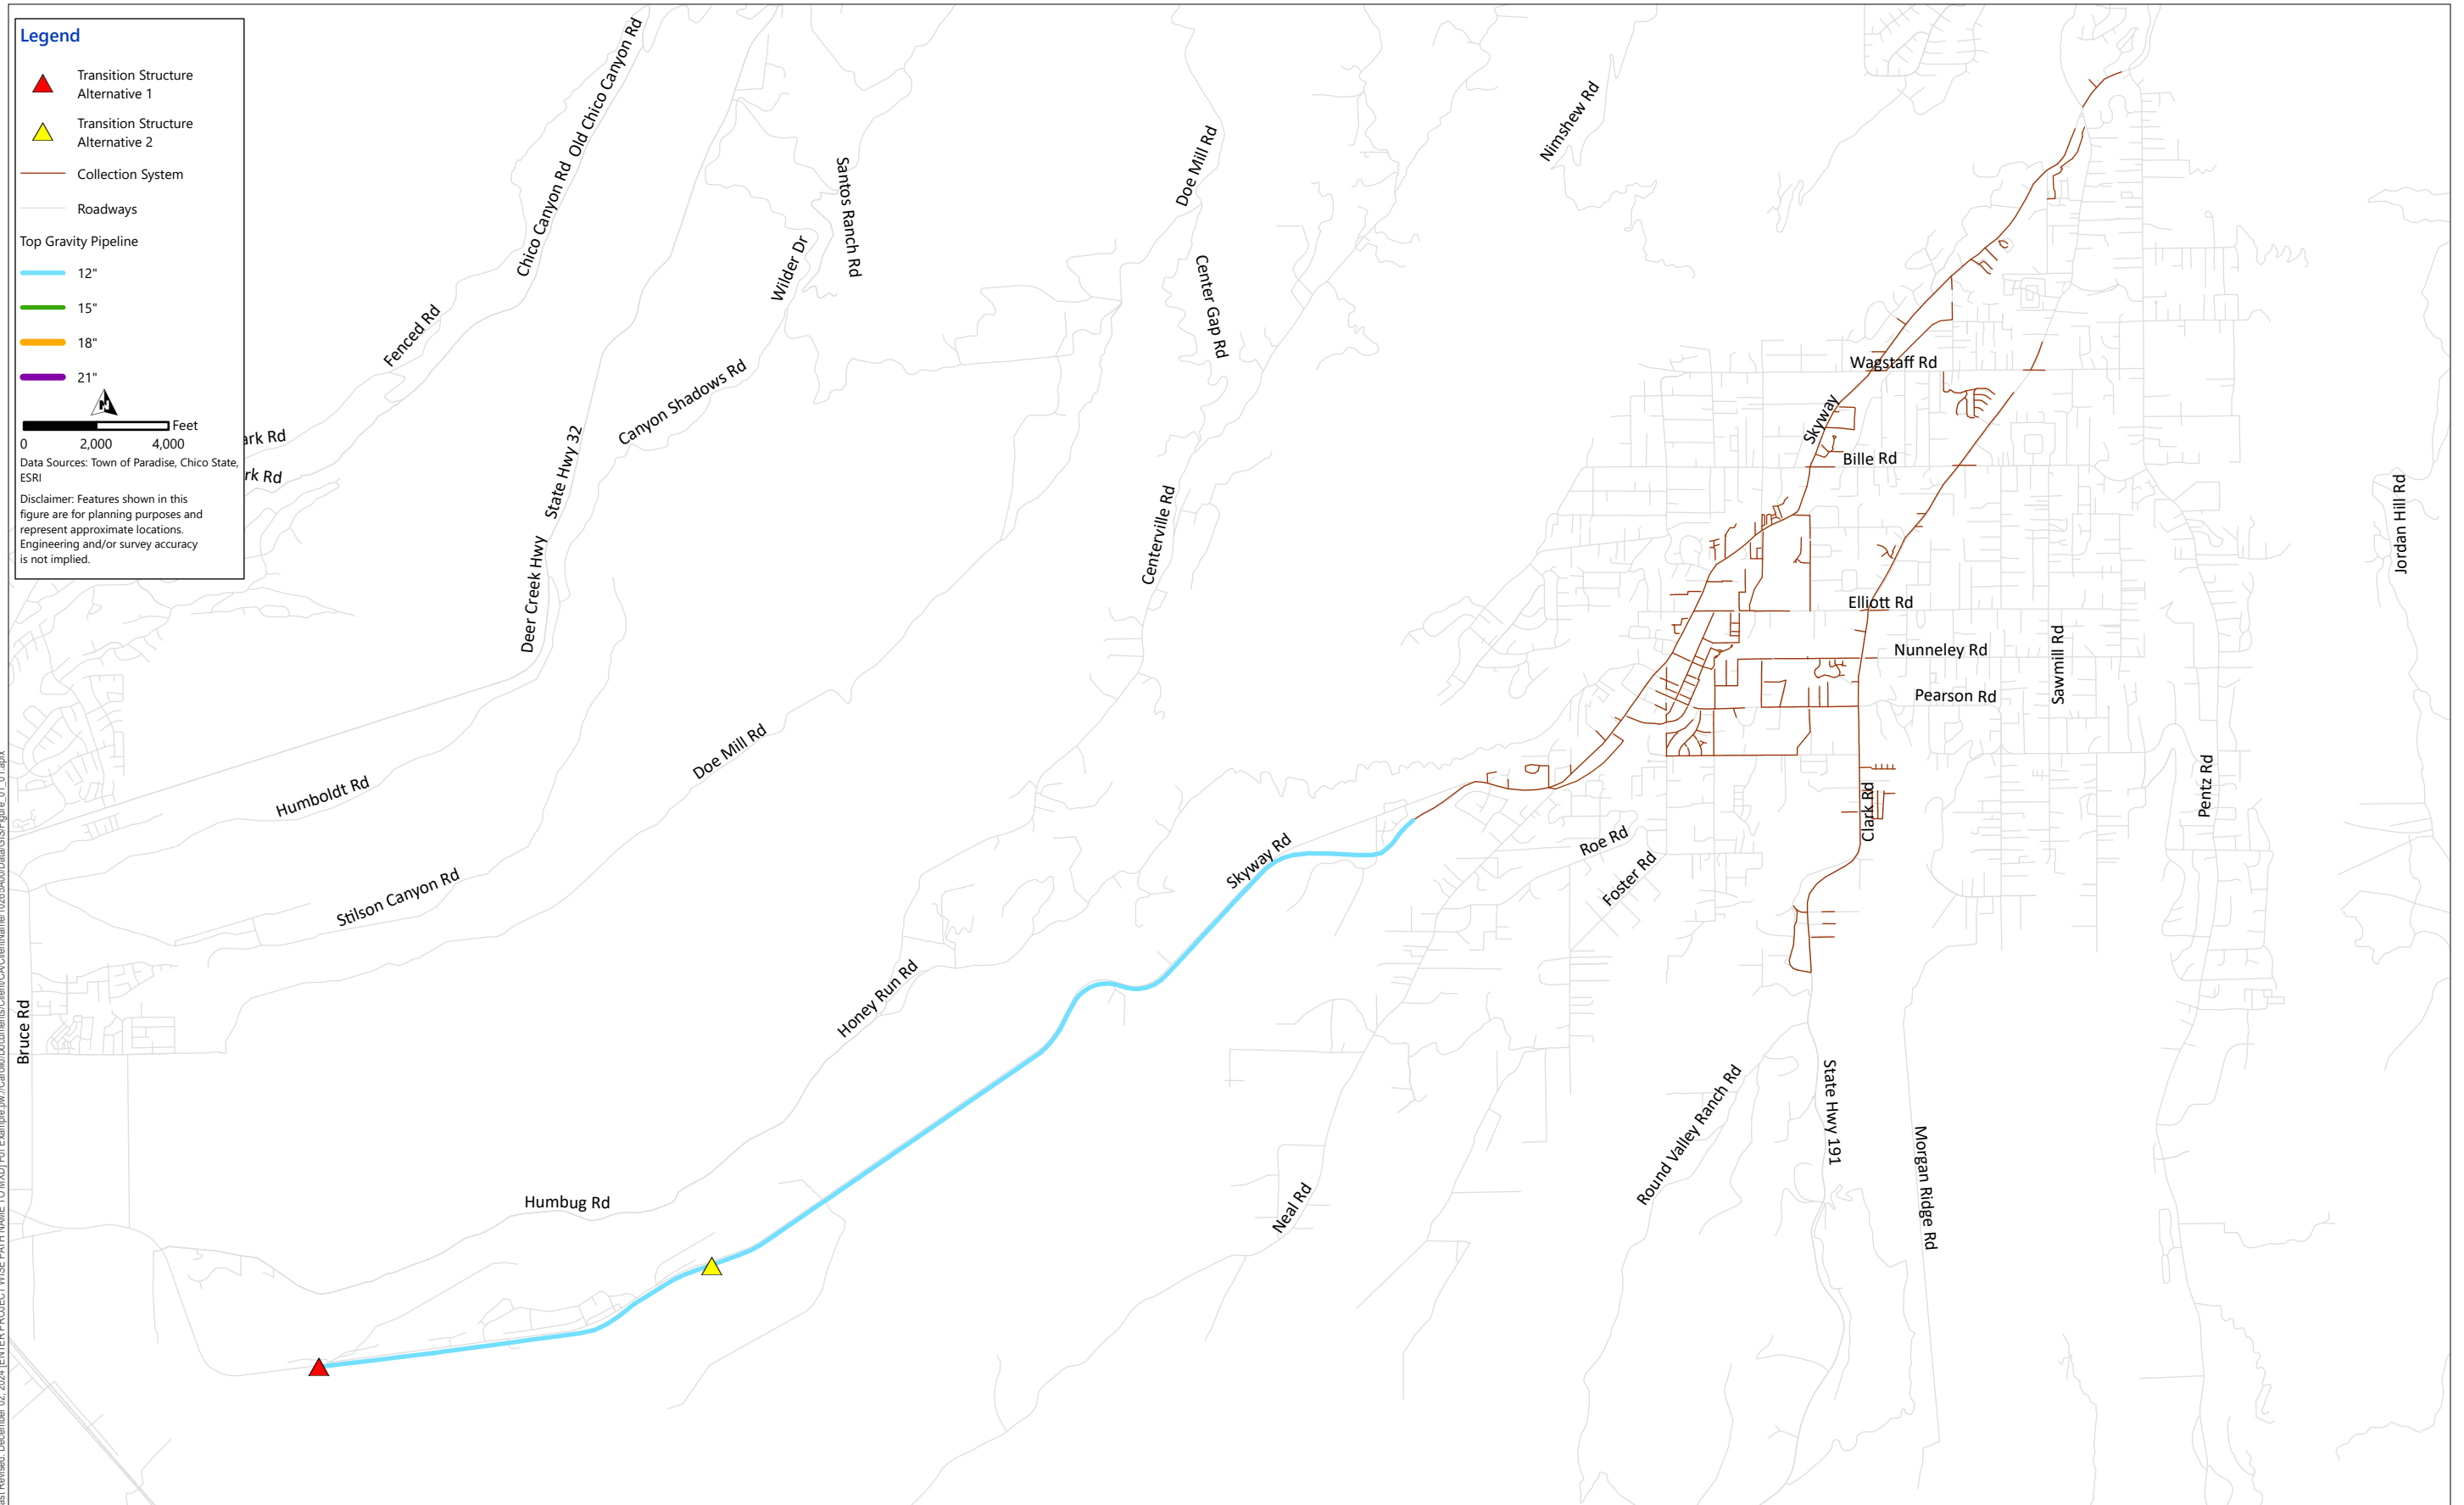 Legend
Transition Structure
Alternative 1
Transition Structure
Alternative 2
Collection System
Roadways
Top Gravity Pipeline
12"
15"
18"
21"
N
Feet
0 2,000 4,000
Data Sources: Town of Paradise, Chico State,
ESRI
Disclaimer: Features shown in this
figure are for planning purposes and
represent approximate locations.
Engineering and/or survey accuracy
is not implied.
ark Rd
rk Rd
Fenced Rd
Chico Canyon Rd
Old Chico Canyon Rd
State Hwy 32
Deer Creek Hwy
Canyon Shadows Rd
Wilder Dr
Santos Ranch Rd
Doe Mill Rd
Center Gap Rd
Centerville Rd
Nimshew Rd
Wagstaff Rd
Skyway
Bille Rd
Elliott Rd
Nunneley Rd
Pearson Rd
Sawmill Rd
Jordan Hill Rd
Pentz Rd
Clark Rd
Roe Rd
Foster Rd
Skyway Rd
Doe Mill Rd
Humboldt Rd
Stilson Canyon Rd
Honey Run Rd
Bruce Rd
Humbug Rd
Neal Rd
Round Valley Ranch Rd
State Hwy 191
Morgan Ridge Rd